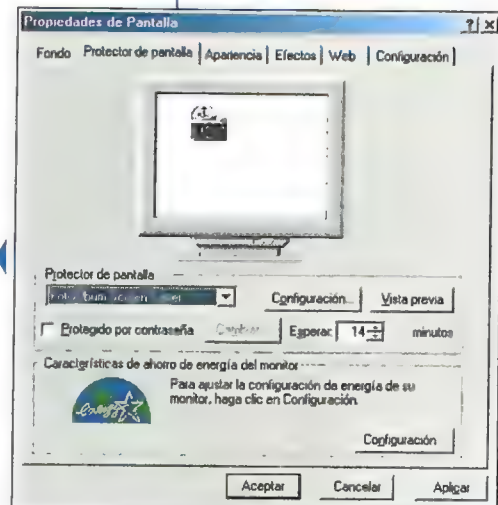 Propiedades de Pantalla
Fondo Protector de pantalla Apariencia Efectos Web Configuración
Protector de pantalla
Configuración... Vista previa
Protegido por contraseña Cambiar Esperar: 14 minutos
Características de ahorro de energía del monitor
Para ajustar la configuración de energía de su
monitor, haga clic en Configuración.
energy
Configuración
Aceptar Cancelar Aplicar